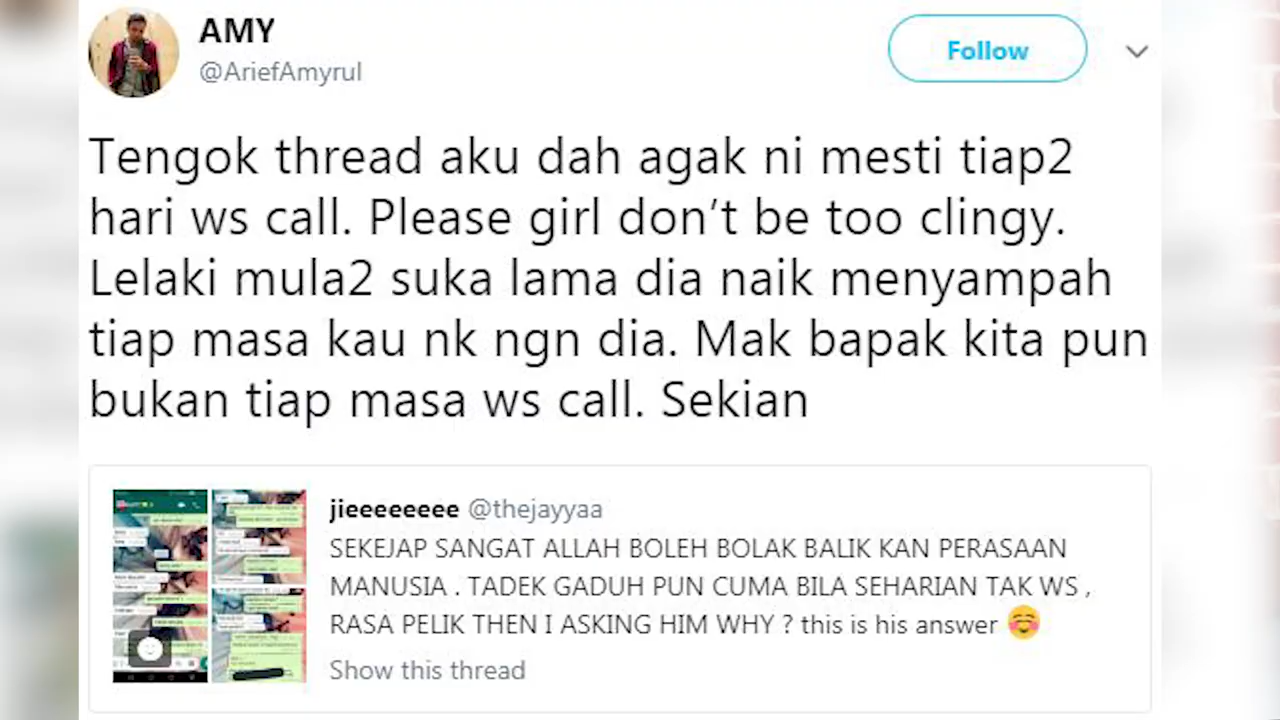 AMY
@AriefAmyrul
Follow
Tengok thread aku dah agak ni mesti tiap2
hari ws call. Please girl don't be too clingy.
Lelaki mula2 suka lama dia naik menyampah
tiap masa kau nk ngn dia. Mak bapak kita pun
bukan tiap masa ws call. Sekian
jieeeeeeee @thejayyaa
SEKEJAP SANGAT ALLAH BOLEH BOLAK BALIK KAN PERASAAN
MANUSIA . TADEK GADUH PUN CUMA BILA SEHARIAN TAK WS ,
RASA PELIK THEN I ASKING HIM WHY ? this is his answer ☺️
Show this thread